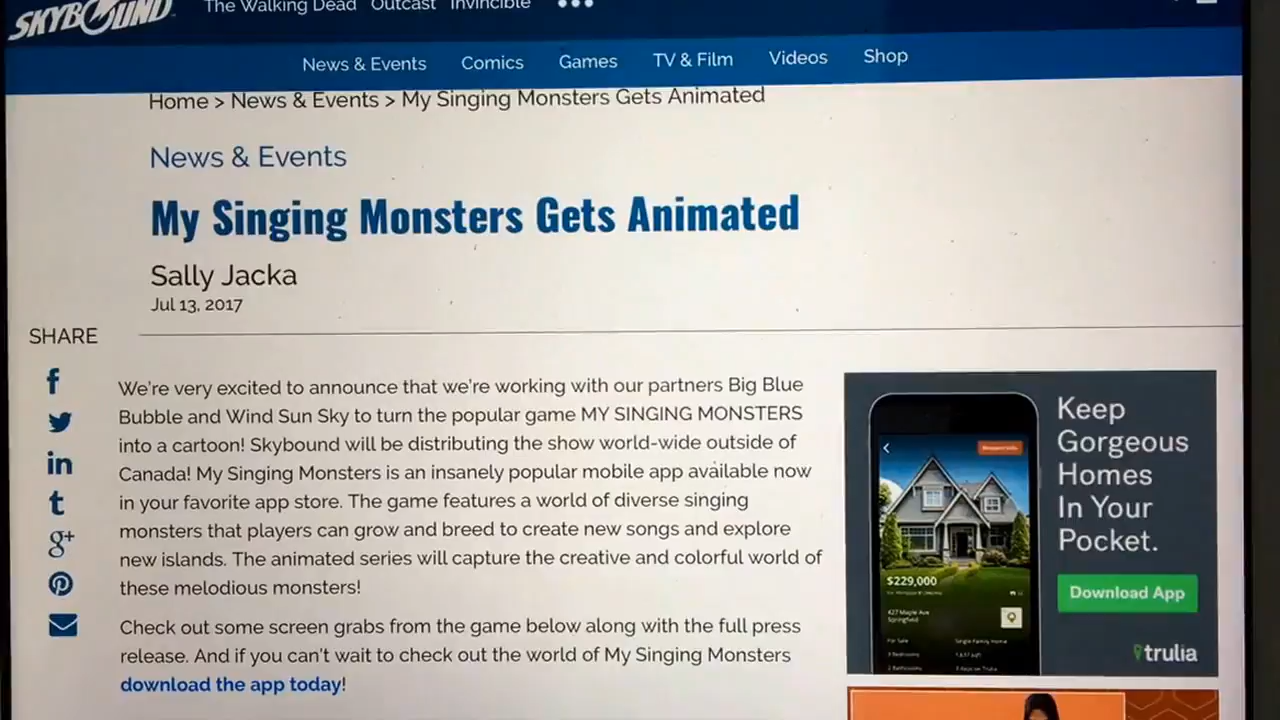 SKYBOUND
The Walking Dead Outcast Invincible
News & Events Comics Games TV & Film Videos Shop
Home > News & Events > My Singing Monsters Gets Animated
News & Events
My Singing Monsters Gets Animated
Sally Jacka
Jul 13, 2017
SHARE
We're very excited to announce that we're working with our partners Big Blue
Bubble and Wind Sun Sky to turn the popular game MY SINGING MONSTERS
into a cartoon! Skybound will be distributing the show world-wide outside of
Canada! My Singing Monsters is an insanely popular mobile app available now
in your favorite app store. The game features a world of diverse singing
monsters that players can grow and breed to create new songs and explore
new islands. The animated series will capture the creative and colorful world of
these melodious monsters!
Check out some screen grabs from the game below along with the full press
release. And if you can't wait to check out the world of My Singing Monsters
download the app today!
Keep
Gorgeous
Homes
In Your
Pocket.
Download App
trulia
$229,000
427 Maple Ave
Springfield
For Sale Single Family Home
3 Bedrooms
2 Bathrooms